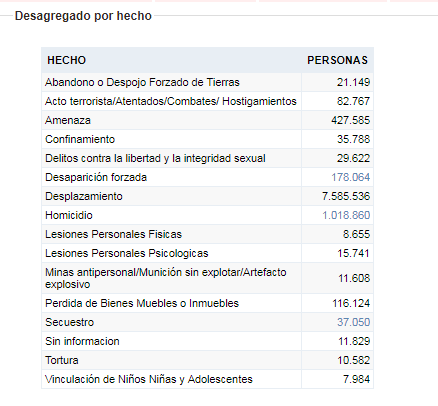 Desagregado por hecho
HECHO PERSONAS
Abandono o Despojo Forzado de Tierras 21.149
Acto terrorista/Atentados/Combates/ Hostigamientos 82.767
Amenaza 427.585
Confinamiento 35.788
Delitos contra la libertad y la integridad sexual 29.622
Desaparición forzada 178.064
Desplazamiento 7.585.536
Homicidio 1.018.860
Lesiones Personales Fisicas 8.655
Lesiones Personales Psicologicas 15.741
Minas antipersonal/Munición sin explotar/Artefacto
explosivo 11.608
Perdida de Bienes Muebles o Inmuebles 116.124
Secuestro 37.050
Sin informacion 11.829
Tortura 10.582
Vinculación de Niños Niñas y Adolescentes 7.984